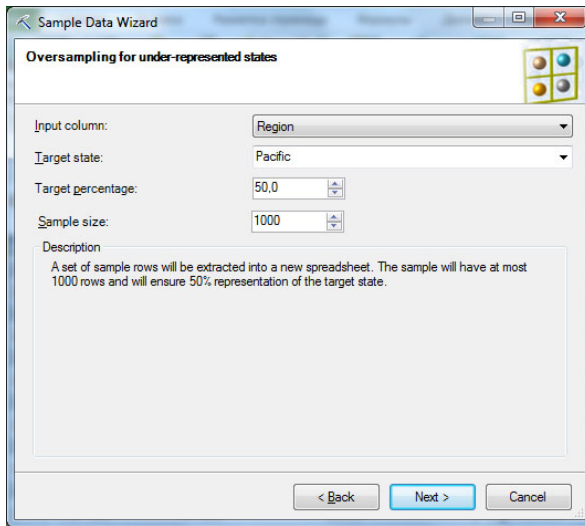 Sample Data Wizard
Oversampling for under-represented states
Input column:
Region
Target state:
Pacific
Target percentage:
50,0
Sample size:
1000
Description
A set of sample rows will be extracted into a new spreadsheet. The sample will have at most
1000 rows and will ensure 50% representation of the target state.
< Back
Next >
Cancel